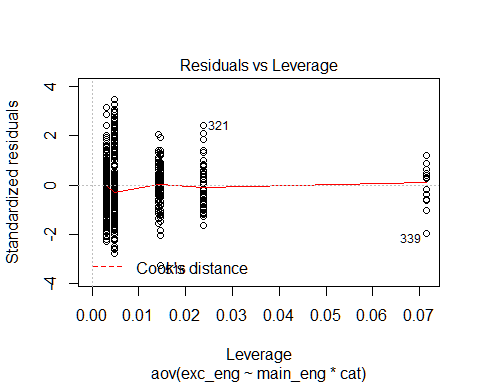 Residuals vs Leverage
Standardized residuals
4
2
0
-2
-4
321
339
Cook's distance
0.00 0.01 0.02 0.03 0.04 0.05 0.06 0.07
Leverage
aov(exc_eng ~ main_eng * cat)